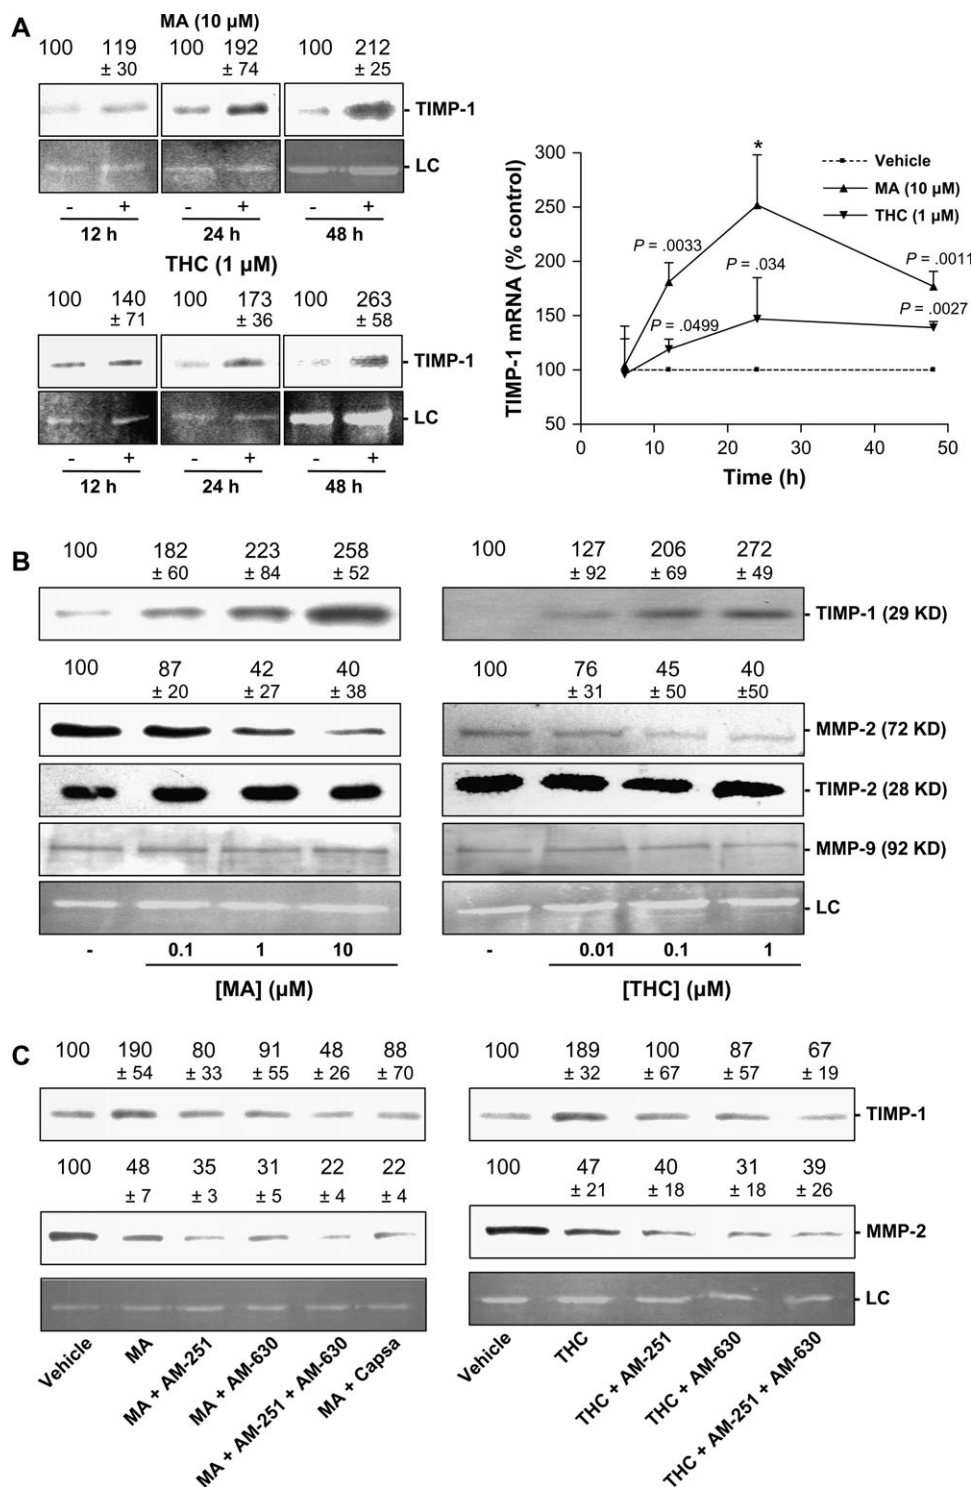 A
MA (10 µM)
100 119 100 192 100 212
± 30 ± 74 ± 25
TIMP-1
LC
- + - + - +
12 h 24 h 48 h
THC (1 µM)
100 140 100 173 100 263
± 71 ± 36 ± 58
TIMP-1
LC
- + - + - +
12 h 24 h 48 h
TIMP-1 mRNA (% control)
300
250
200
150
100
50
0 10 20 30 40 50
Time (h)
Vehicle
MA (10 µM)
THC (1 µM)
*
P = .0033
P = .034
P = .0011
P = .0499
P = .0027
B
100 182 223 258 100 127 206 272
± 60 ± 84 ± 52 ± 92 ± 69 ± 49
TIMP-1 (29 KD)
100 87 42 40 100 76 45 40
± 20 ± 27 ± 38 ± 31 ± 50 ±50
MMP-2 (72 KD)
TIMP-2 (28 KD)
MMP-9 (92 KD)
LC
- 0.1 1 10 - 0.01 0.1 1
[MA] (µM) [THC] (µM)
C
100 190 80 91 48 88 100 189 100 87 67
± 54 ± 33 ± 55 ± 26 ± 70 ± 32 ± 67 ± 57 ± 19
TIMP-1
100 48 35 31 22 22 100 47 40 31 39
± 7 ± 3 ± 5 ± 4 ± 4 ± 21 ± 18 ± 18 ± 26
MMP-2
LC
Vehicle
MA
MA + AM-251
MA + AM-630
MA + AM-251 + AM-630
MA + Capsa
Vehicle
THC
THC + AM-251
THC + AM-630
THC + AM-251 + AM-630